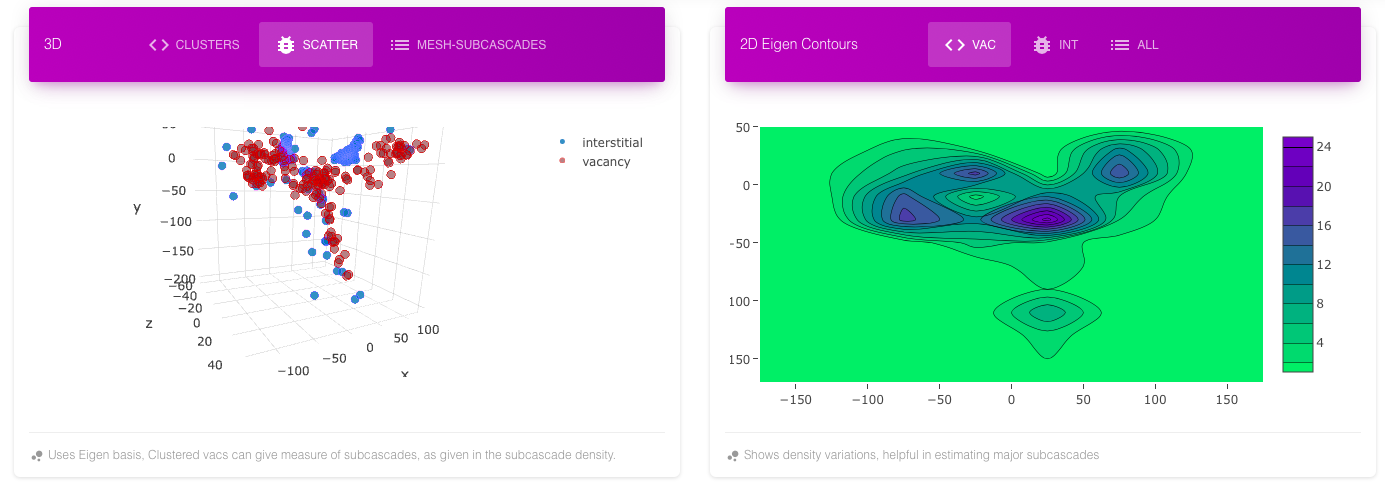 3D
CLUSTERS
SCATTER
MESH-SUBCASCADES
0
−50
−100
−150
−200
y
−60
−40
−20
0
20
40
z
−100
−50
0
50
100
x
interstitial
vacancy
Uses Eigen basis, Clustered vacs can give measure of subcascades, as given in the subcascade density.
2D Eigen Contours
VAC
INT
ALL
50
0
−50
100
150
−150
−100
−50
0
50
100
150
24
20
16
12
8
4
Shows density variations, helpful in estimating major subcascades